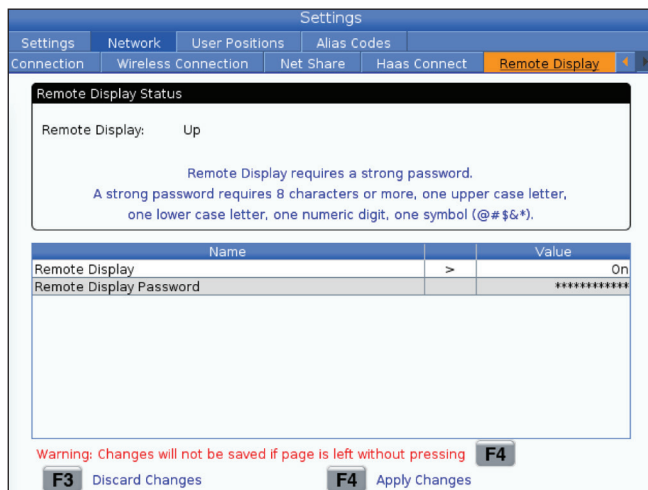 Settings
Settings Network User Positions Alias Codes
Connection Wireless Connection Net Share Haas Connect Remote Display
Remote Display Status
Remote Display: Up
Remote Display requires a strong password.
A strong password requires 8 characters or more, one upper case letter,
one lower case letter, one numeric digit, one symbol (@#$&*).
Name Value
Remote Display > On
Remote Display Password ************
Warning: Changes will not be saved if page is left without pressing F4
F3 Discard Changes F4 Apply Changes